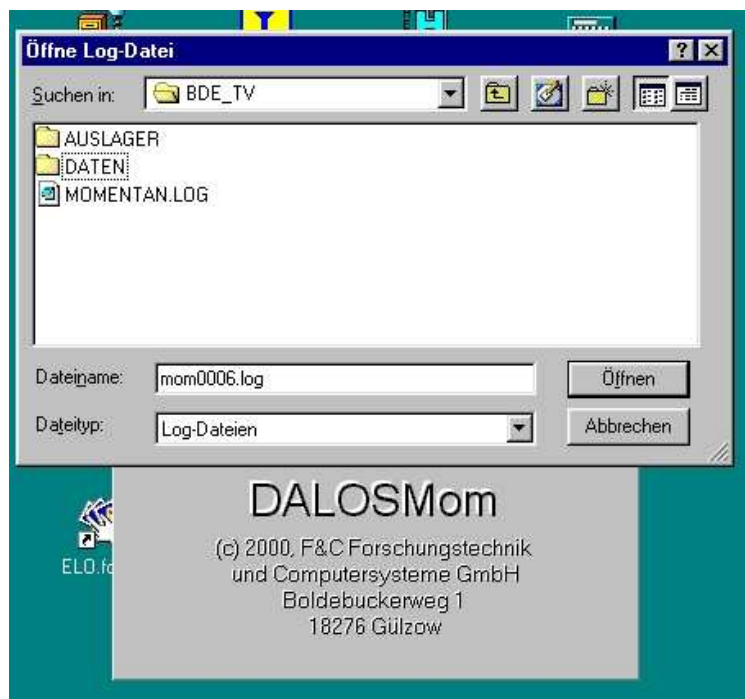 Öffne Log-Datei
Suchen in: BDE_TV
AUSLAGER
DATEN
MOMENTAN.LOG
Dateiname: mom0006.log Öffnen
Dateityp: Log-Dateien Abbrechen
DALOSMom
(c) 2000, F&C Forschungstechnik
und Computersysteme GmbH
Boldebuckerweg 1
18276 Gülzow